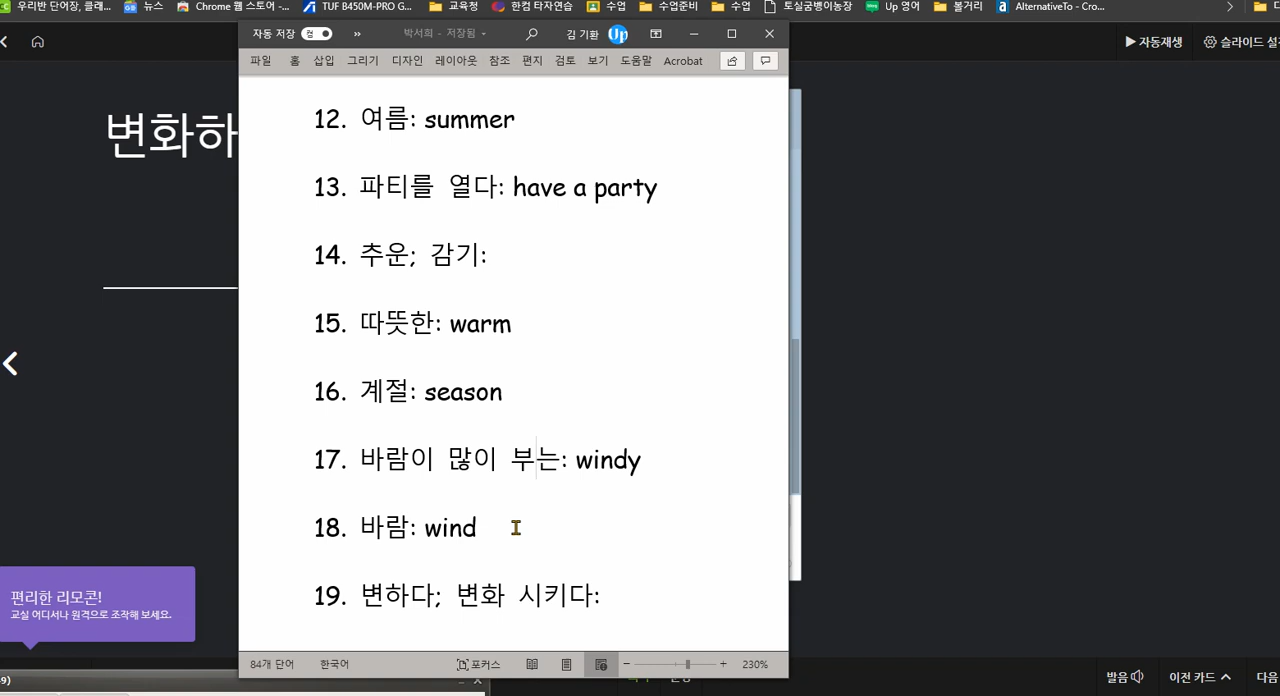 우리반 단어장, 클래... 뉴스 Chrome 웹 스토어 -... TUF B450M-PRO G... 교육청 한컴 타자연습 수업 수업준비 수업 토실굼벵이농장 Up 영어 볼거리 AlternativeTo - Cro...
자동 저장 켬 » 박서희 - 저장됨 김 기환 Up
자동재생 슬라이드 설
파일 홈 삽입 그리기 디자인 레이아웃 참조 편지 검토 보기 도움말 Acrobat
변화하
12. 여름: summer
13. 파티를 열다: have a party
14. 추운; 감기:
15. 따뜻한: warm
16. 계절: season
17. 바람이 많이 부는: windy
18. 바람: wind
19. 변하다; 변화 시키다:
편리한 리모콘!
교실 어디서나 원격으로 조작해 보세요.
84개 단어 한국어 포커스 230%
발음 이전 카드 다음